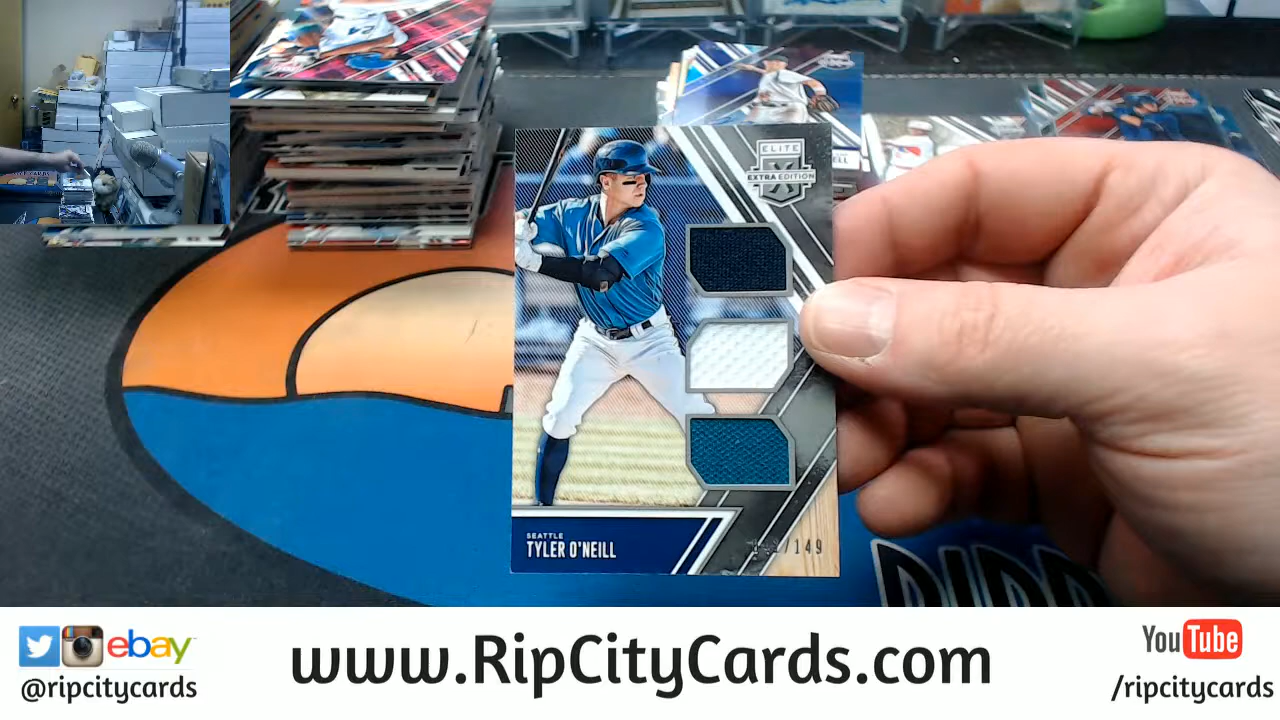 ELITE
EXTRA EDITION
SEATTLE
TYLER O'NEILL
/149
ebay
@ripcitycards
www.RipCityCards.com
YouTube
/ripcitycards